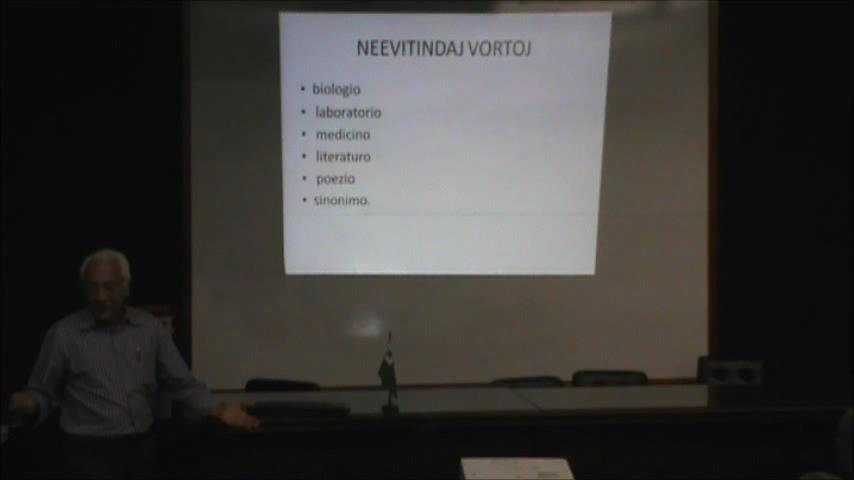 NEEVITINDAJ VORTOJ
• biologio
• laboratorio
• medicino
• literaturo
• poezio
• sinonimo.